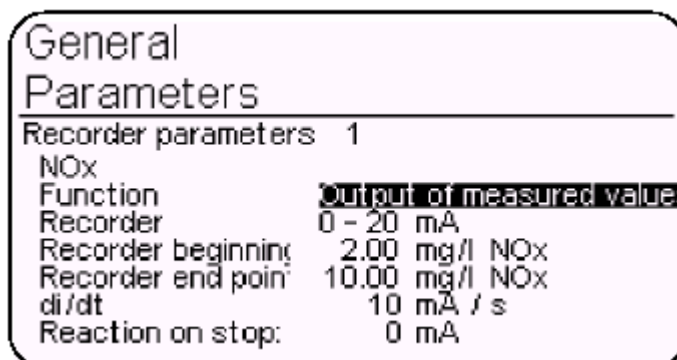 General
Parameters
Recorder parameters 1
NOx
Function Output of measured value
Recorder 0 - 20 mA
Recorder beginning 2.00 mg/l NOx
Recorder end poin 10.00 mg/l NOx
di/dt 10 mA / s
Reaction on stop: 0 mA